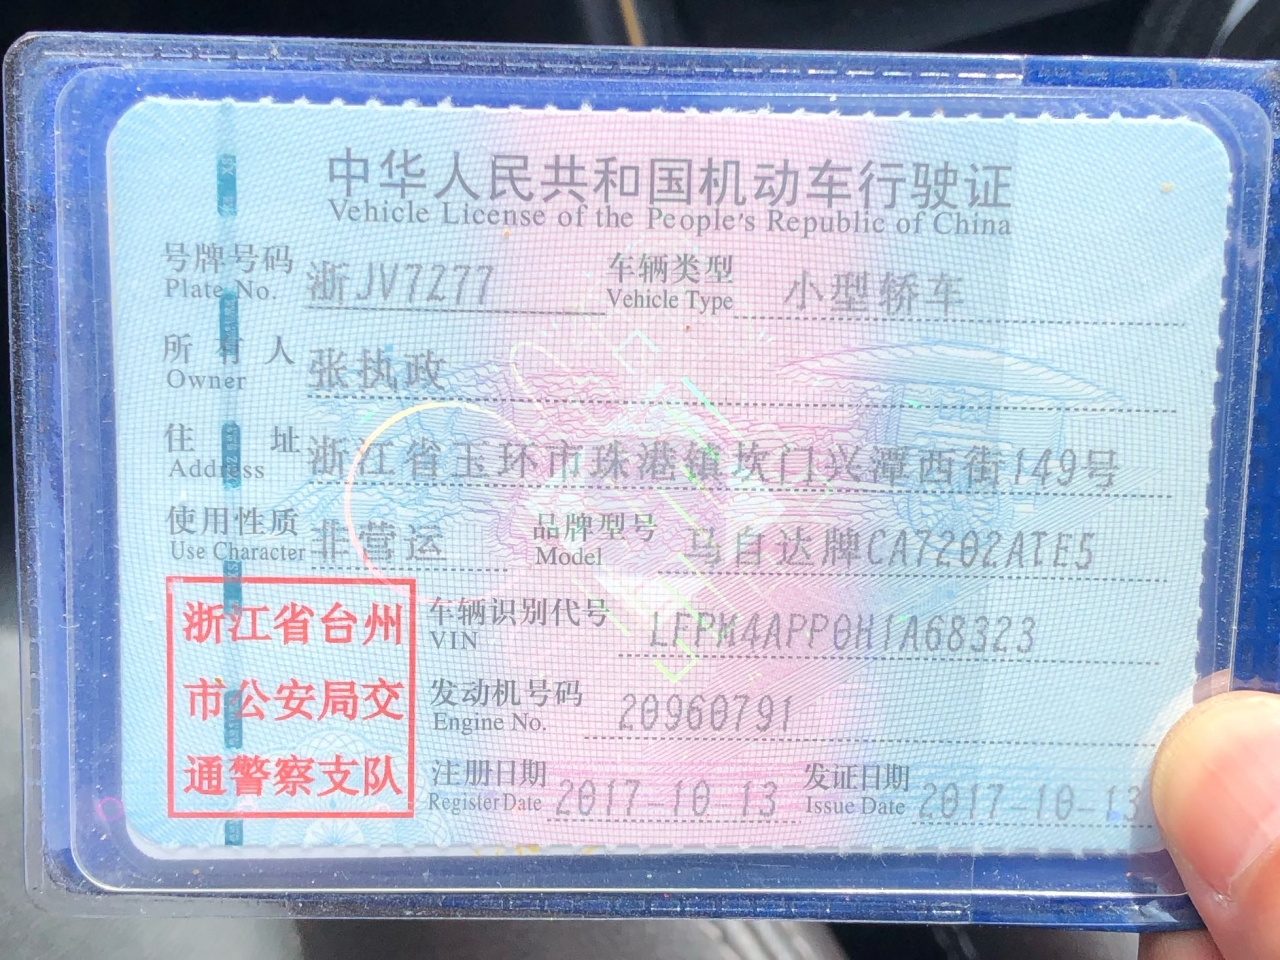 中华人民共和国机动车行驶证
Vehicle License of the People's Republic of China
号牌号码 浙JV7Z77 车辆类型 小型轿车
Plate No. Vehicle Type
所有人 张执政
Owner
住址 浙江省玉环市珠港镇坎门兴潭西街149号
Address
使用性质 非营运 品牌型号 马自达牌CA7202ATE5
Use Character Model
浙江省台州 车辆识别代号 LFPM4APP0H1A68323
VIN
市公安局交 发动机号码 20960791
Engine No.
通警察支队 注册日期 2017-10-13 发证日期 2017-10-13
Register Date Issue Date